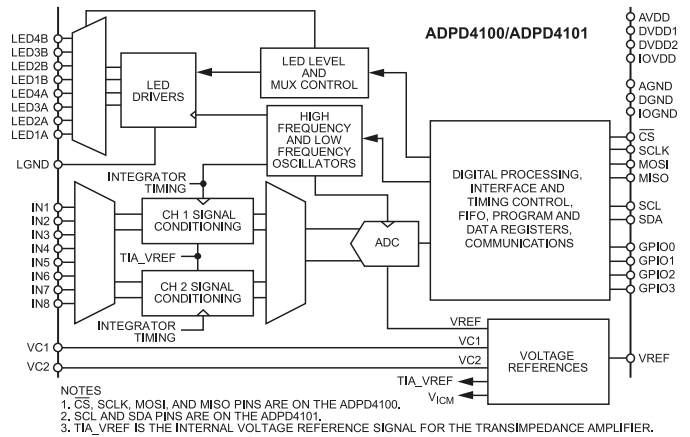 ADPD4100/ADPD4101
LED4B
LED3B
LED2B
LED1B
LED4A
LED3A
LED2A
LED1A
LGND
LED
DRIVERS
LED LEVEL
AND
MUX CONTROL
HIGH
FREQUENCY
AND LOW
FREQUENCY
OSCILLATORS
INTEGRATOR
TIMING
IN1
IN2
IN3
IN4
IN5
IN6
IN7
IN8
CH 1 SIGNAL
CONDITIONING
TIA_VREF
CH 2 SIGNAL
CONDITIONING
INTEGRATOR
TIMING
ADC
DIGITAL PROCESSING,
INTERFACE AND
TIMING CONTROL,
FIFO, PROGRAM AND
DATA REGISTERS,
COMMUNICATIONS
AVDD
DVDD1
DVDD2
IOVDD
AGND
DGND
IOGND
CS
SCLK
MOSI
MISO
SCL
SDA
GPIO0
GPIO1
GPIO2
GPIO3
VC1
VC2
VREF
VC1
VC2
TIA_VREF
VICM
VOLTAGE
REFERENCES
VREF
NOTES
1. CS, SCLK, MOSI, AND MISO PINS ARE ON THE ADPD4100.
2. SCL AND SDA PINS ARE ON THE ADPD4101.
3. TIA_VREF IS THE INTERNAL VOLTAGE REFERENCE SIGNAL FOR THE TRANSIMPEDANCE AMPLIFIER.